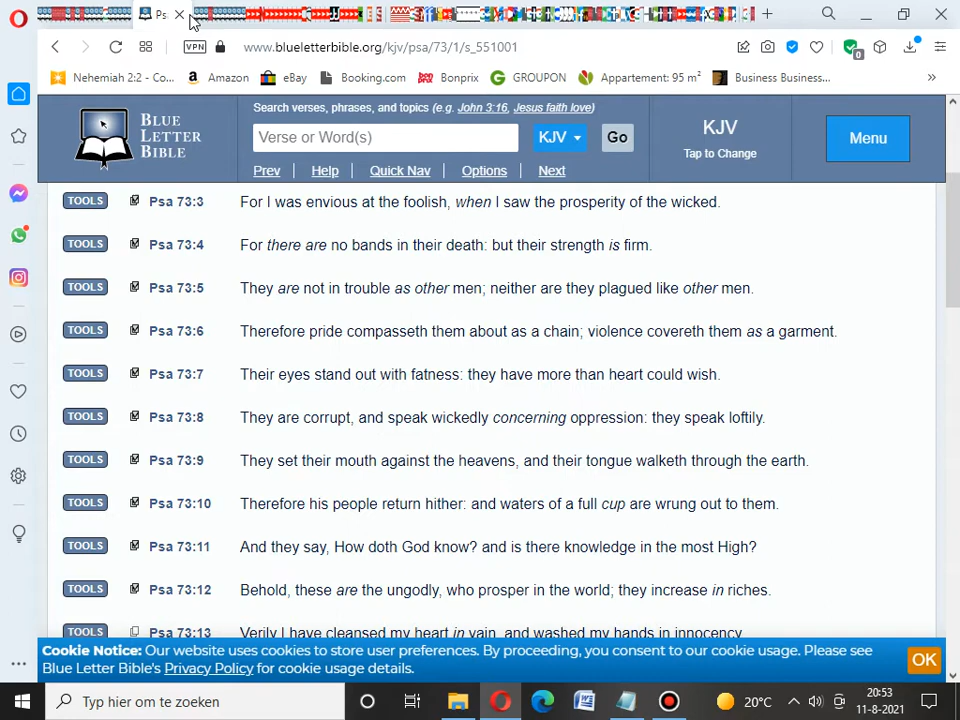 Ps
www.blueletterbible.org/kjv/psa/73/1/s_551001
VPN
0
Nehemiah 2:2 - Co...
Amazon
eBay
Booking.com
Bonprix
GROUPON
Appartement: 95 m²
Business Business...
»
BLUE
LETTER
BIBLE
Search verses, phrases, and topics (e.g. John 3:16, Jesus faith love)
Verse or Word(s)
KJV
Go
Prev | Help | Quick Nav | Options | Next
KJV
Tap to Change
Menu
TOOLS Psa 73:3 For I was envious at the foolish, when I saw the prosperity of the wicked.
TOOLS Psa 73:4 For there are no bands in their death: but their strength is firm.
TOOLS Psa 73:5 They are not in trouble as other men; neither are they plagued like other men.
TOOLS Psa 73:6 Therefore pride compasseth them about as a chain; violence covereth them as a garment.
TOOLS Psa 73:7 Their eyes stand out with fatness: they have more than heart could wish.
TOOLS Psa 73:8 They are corrupt, and speak wickedly concerning oppression: they speak loftily.
TOOLS Psa 73:9 They set their mouth against the heavens, and their tongue walketh through the earth.
TOOLS Psa 73:10 Therefore his people return hither: and waters of a full cup are wrung out to them.
TOOLS Psa 73:11 And they say, How doth God know? and is there knowledge in the most High?
TOOLS Psa 73:12 Behold, these are the ungodly, who prosper in the world; they increase in riches.
TOOLS Psa 73:13 Verily I have cleansed my heart in vain, and washed my hands in innocency
Cookie Notice: Our website uses cookies to store user preferences. By proceeding, you consent to our cookie usage. Please see
Blue Letter Bible's Privacy Policy for cookie usage details.
OK
Typ hier om te zoeken
20°C
20:53
11-8-2021